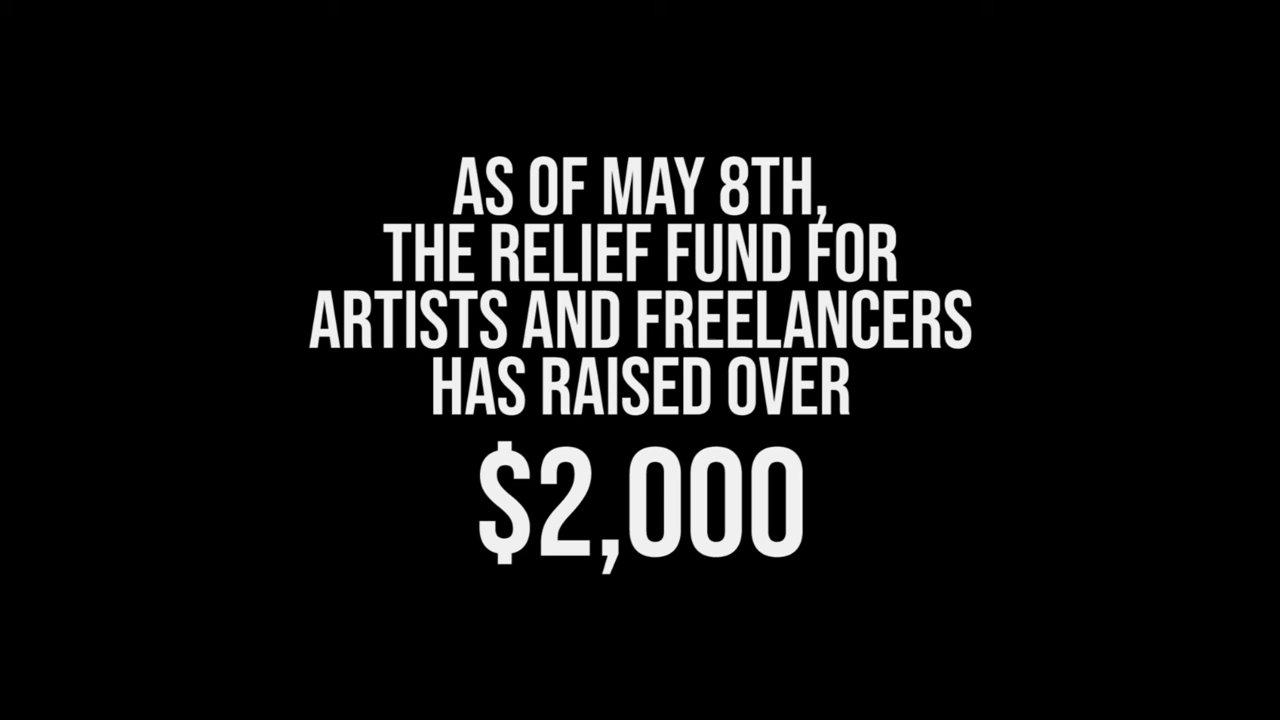 AS OF MAY 8TH,
THE RELIEF FUND FOR
ARTISTS AND FREELANCERS
HAS RAISED OVER
$2,000